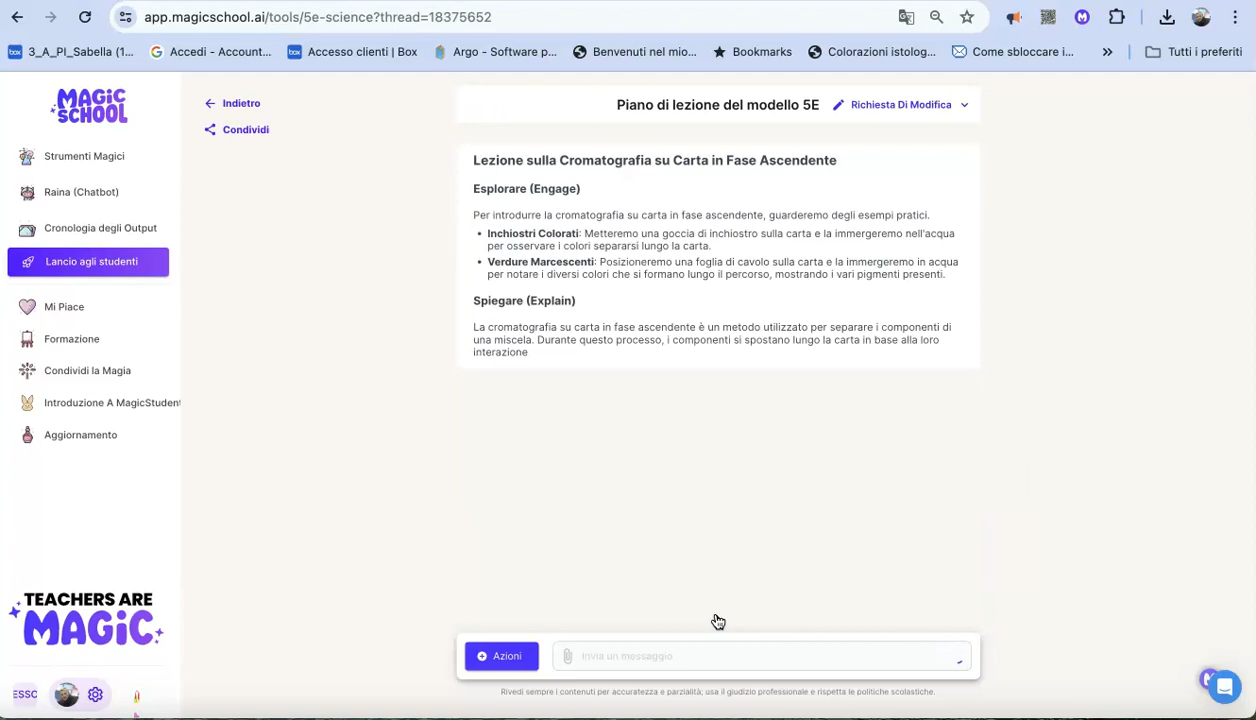 app.magicschool.ai/tools/5e-science?thread=18375652
3_A_PI_Sabella (1...
Accedi - Account...
Accesso clienti | Box
Argo - Software p...
Benvenuti nel mio...
Bookmarks
Colorazioni istolog...
Come sbloccare i...
Tutti i preferiti
MAGIC
SCHOOL
Strumenti Magici
Raina (Chatbot)
Cronologia degli Output
Lancio agli studenti
Mi Piace
Formazione
Condividi la Magia
Introduzione A MagicStudent
Aggiornamento
TEACHERS ARE
MAGIC
ESSO
Indietro
Condividi
Piano di lezione del modello 5E
Richiesta Di Modifica
Lezione sulla Cromatografia su Carta in Fase Ascendente
Esplorare (Engage)
Per introdurre la cromatografia su carta in fase ascendente, guarderemo degli esempi pratici.
• Inchiostri Colorati: Metteremo una goccia di inchiostro sulla carta e la immergeremo nell'acqua
per osservare i colori separarsi lungo la carta.
• Verdure Marcescenti: Posizioneremo una foglia di cavolo sulla carta e la immergeremo in acqua
per notare i diversi colori che si formano lungo il percorso, mostrando i vari pigmenti presenti.
Spiegare (Explain)
La cromatografia su carta in fase ascendente è un metodo utilizzato per separare i componenti di
una miscela. Durante questo processo, i componenti si spostano lungo la carta in base alla loro
interazione
Azioni
Invia un messaggio
Rivedi sempre i contenuti per accuratezza e parzialità; usa il giudizio professionale e rispetta le politiche scolastiche.